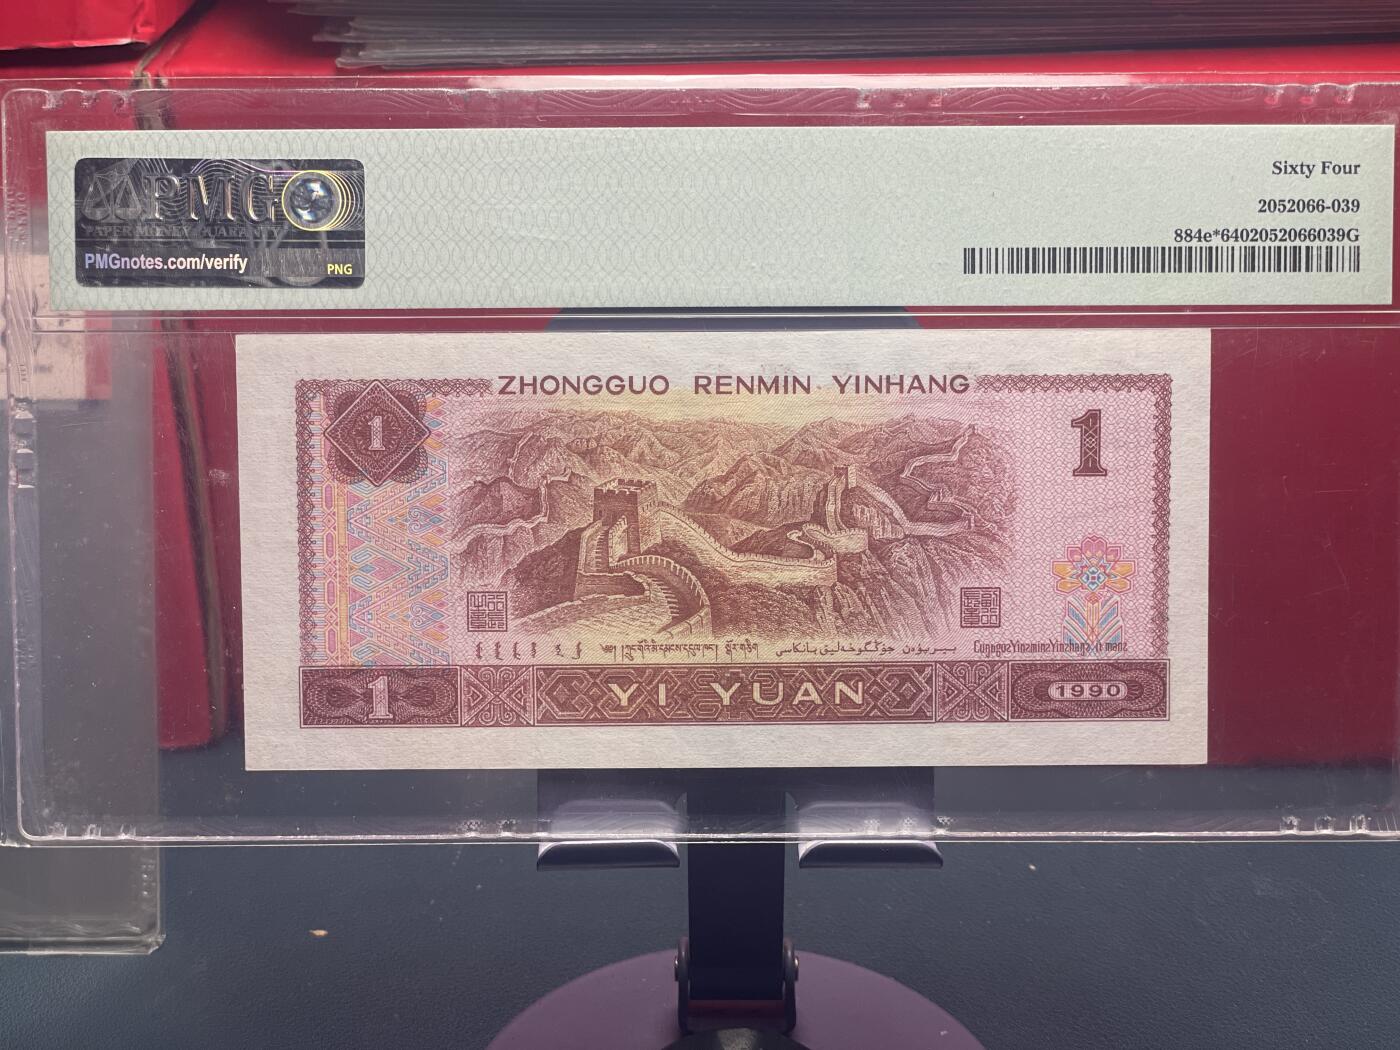 PMG
PAPER MONEY GUARANTY
PMGnotes.com/verify
PNG
Sixty Four
2052066-039
884e*6402052066039G
ZHONGGUO RENMIN YINHANG
1
1
YI YUAN
1
1990